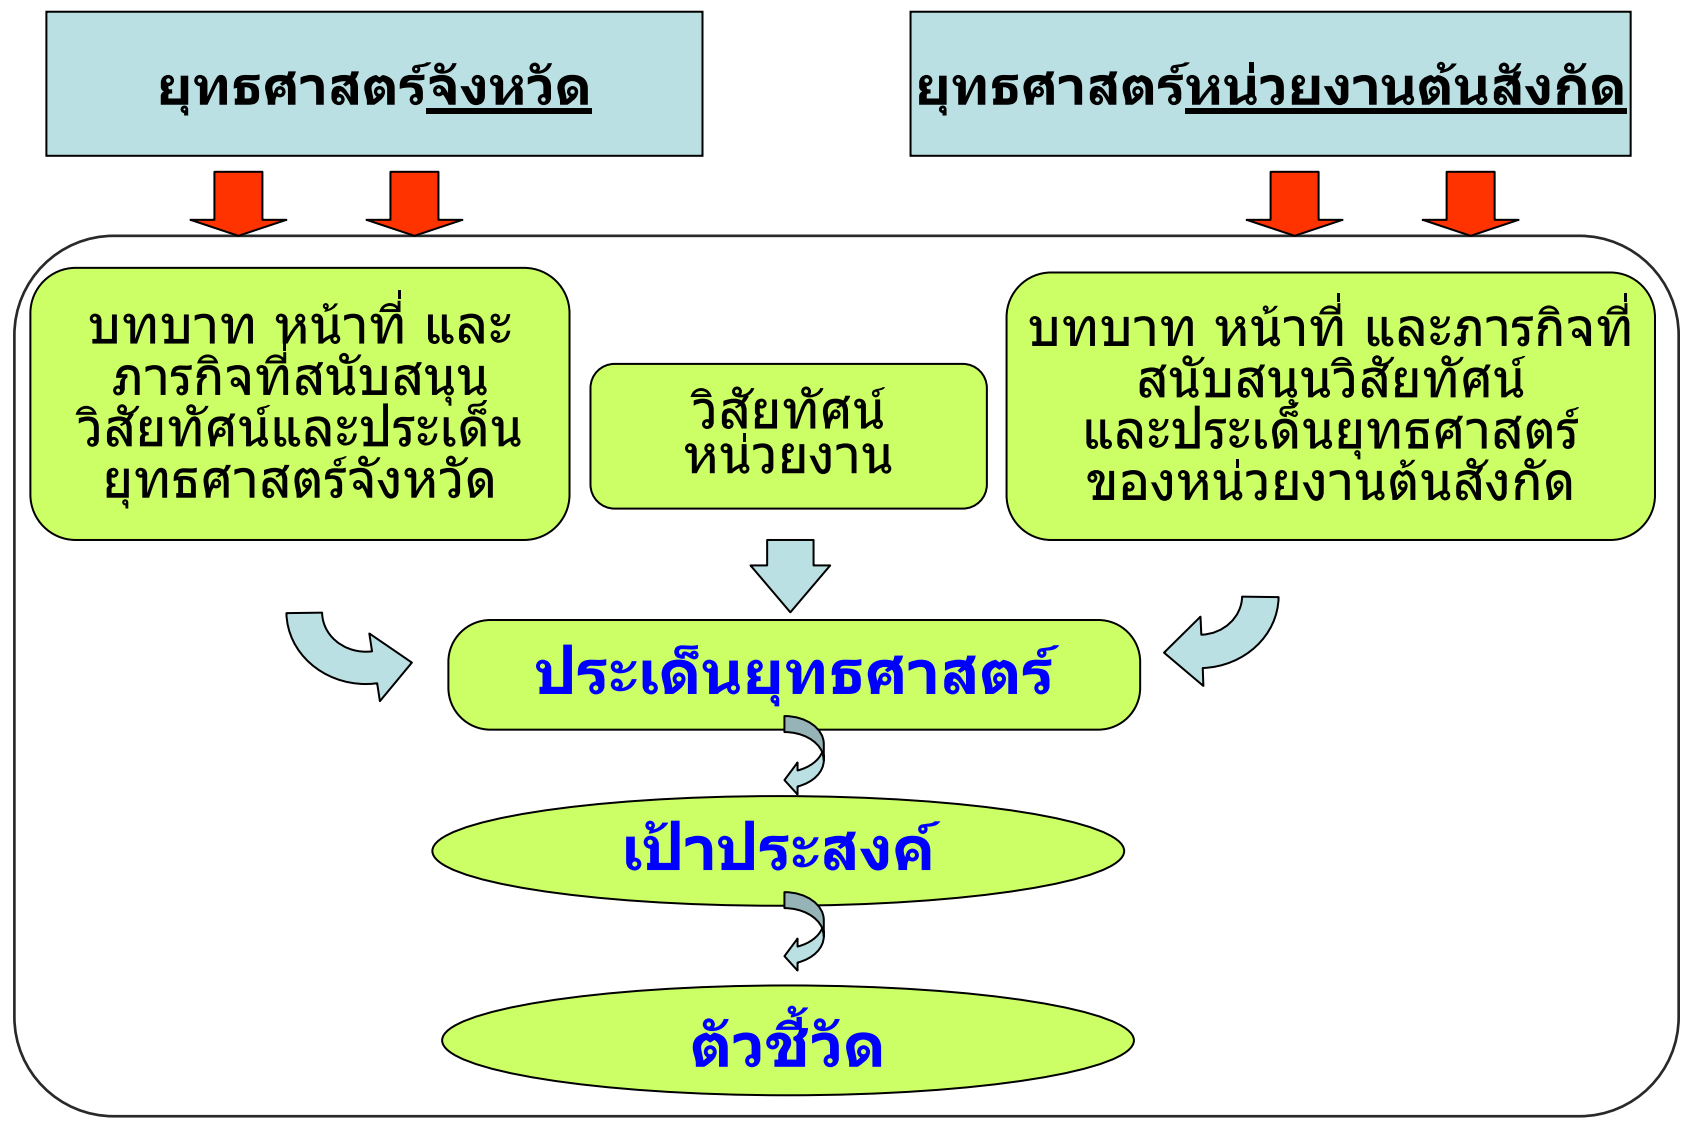 ยุทธศาสตร์จังหวัด
ยุทธศาสตร์หน่วยงานต้นสังกัด
บทบาท หน้าที่ และ
ภารกิจที่สนับสนุน
วิสัยทัศน์และประเด็น
ยุทธศาสตร์จังหวัด
วิสัยทัศน์
หน่วยงาน
บทบาท หน้าที่ และภารกิจที่
สนับสนุนวิสัยทัศน์
และประเด็นยุทธศาสตร์
ของหน่วยงานต้นสังกัด
ประเด็นยุทธศาสตร์
เป้าประสงค์
ตัวชี้วัด